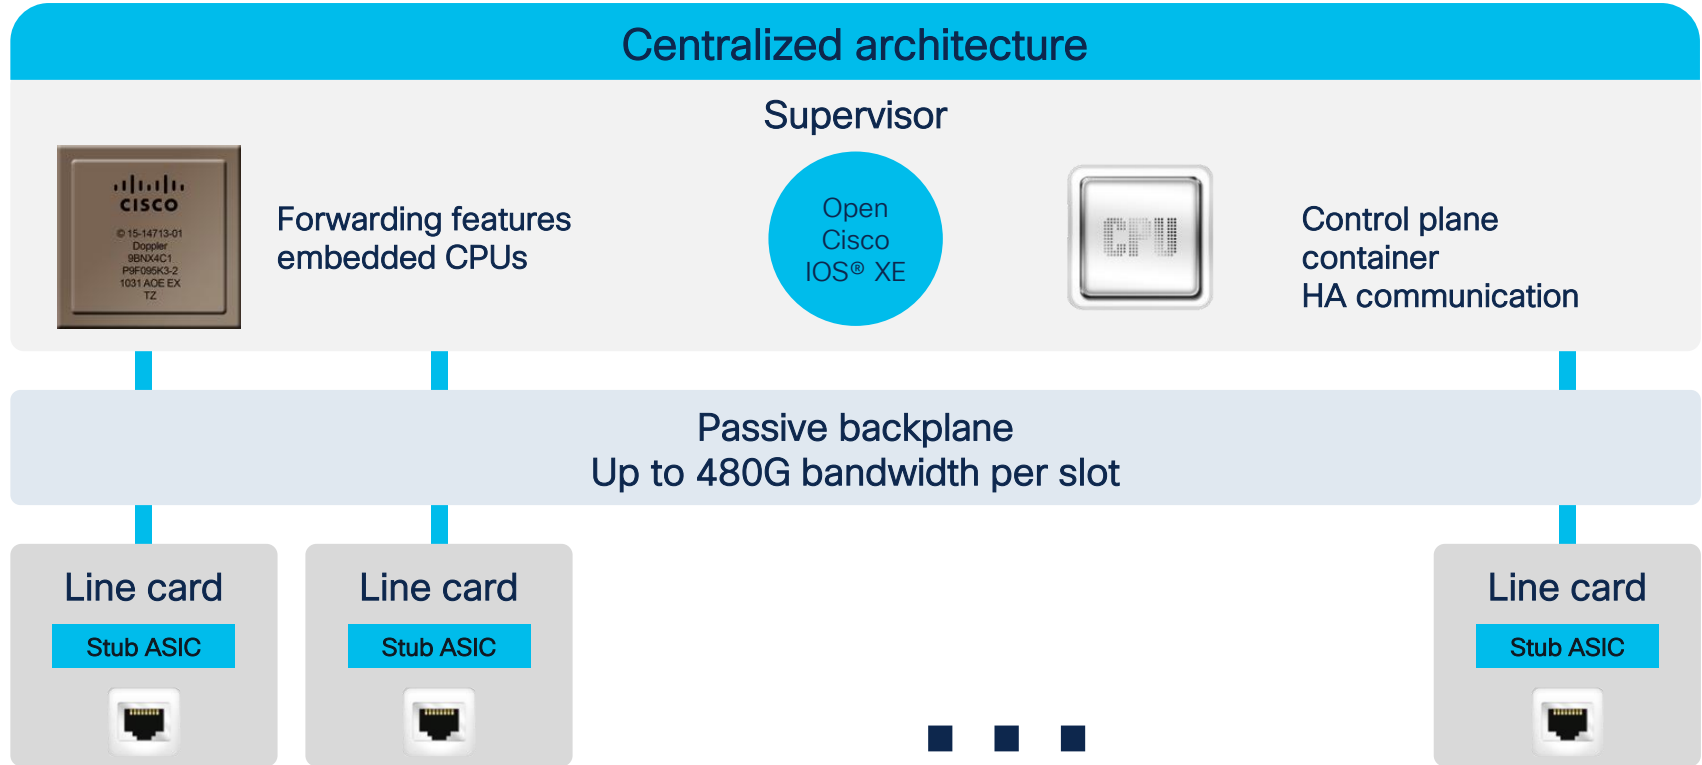 Centralized architecture
Supervisor
CISCO
© 15-14713-01
Doppler
9BNX4C1
P9F095K3-2
1031 AOE EX
TZ
Forwarding features
embedded CPUs
Open
Cisco
IOS® XE
CPU
Control plane
container
HA communication
Passive backplane
Up to 480G bandwidth per slot
Line card
Stub ASIC
Line card
Stub ASIC
Line card
Stub ASIC